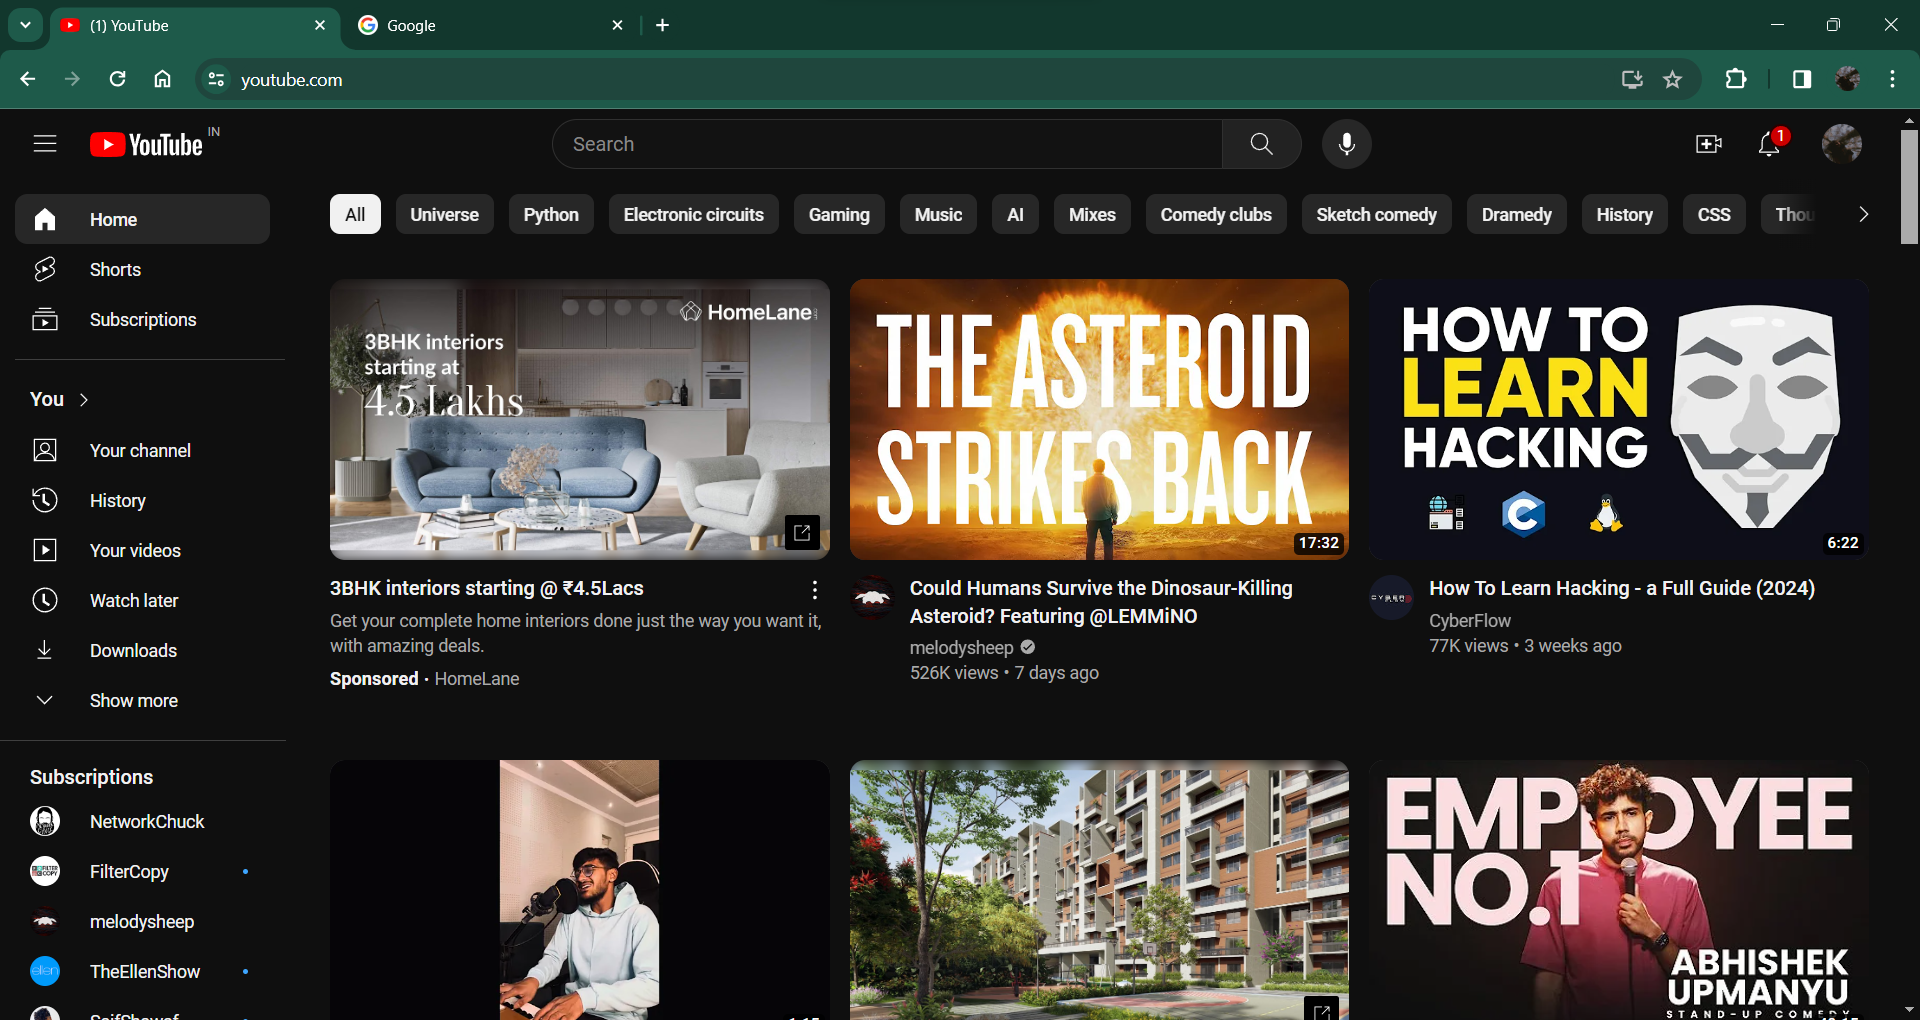 (1) YouTube
Google
youtube.com
YouTube IN
Search
1
Home
Shorts
Subscriptions
You
Your channel
History
Your videos
Watch later
Downloads
Show more
Subscriptions
NetworkChuck
FilterCopy
melodysheep
TheEllenShow
All
Universe
Python
Electronic circuits
Gaming
Music
AI
Mixes
Comedy clubs
Sketch comedy
Dramedy
History
CSS
HomeLane
3BHK interiors
starting at
4.5 Lakhs
3BHK interiors starting @ ₹4.5Lacs
Get your complete home interiors done just the way you want it,
with amazing deals.
Sponsored · HomeLane
THE ASTEROID
STRIKES BACK
17:32
Could Humans Survive the Dinosaur-Killing
Asteroid? Featuring @LEMMiNO
melodysheep
526K views • 7 days ago
HOW TO
LEARN
HACKING
C
6:22
How To Learn Hacking - a Full Guide (2024)
CyberFlow
77K views • 3 weeks ago
EMPLOYEE
NO.1
ABHISHEK
UPMANYU
STAND-UP COMEDY